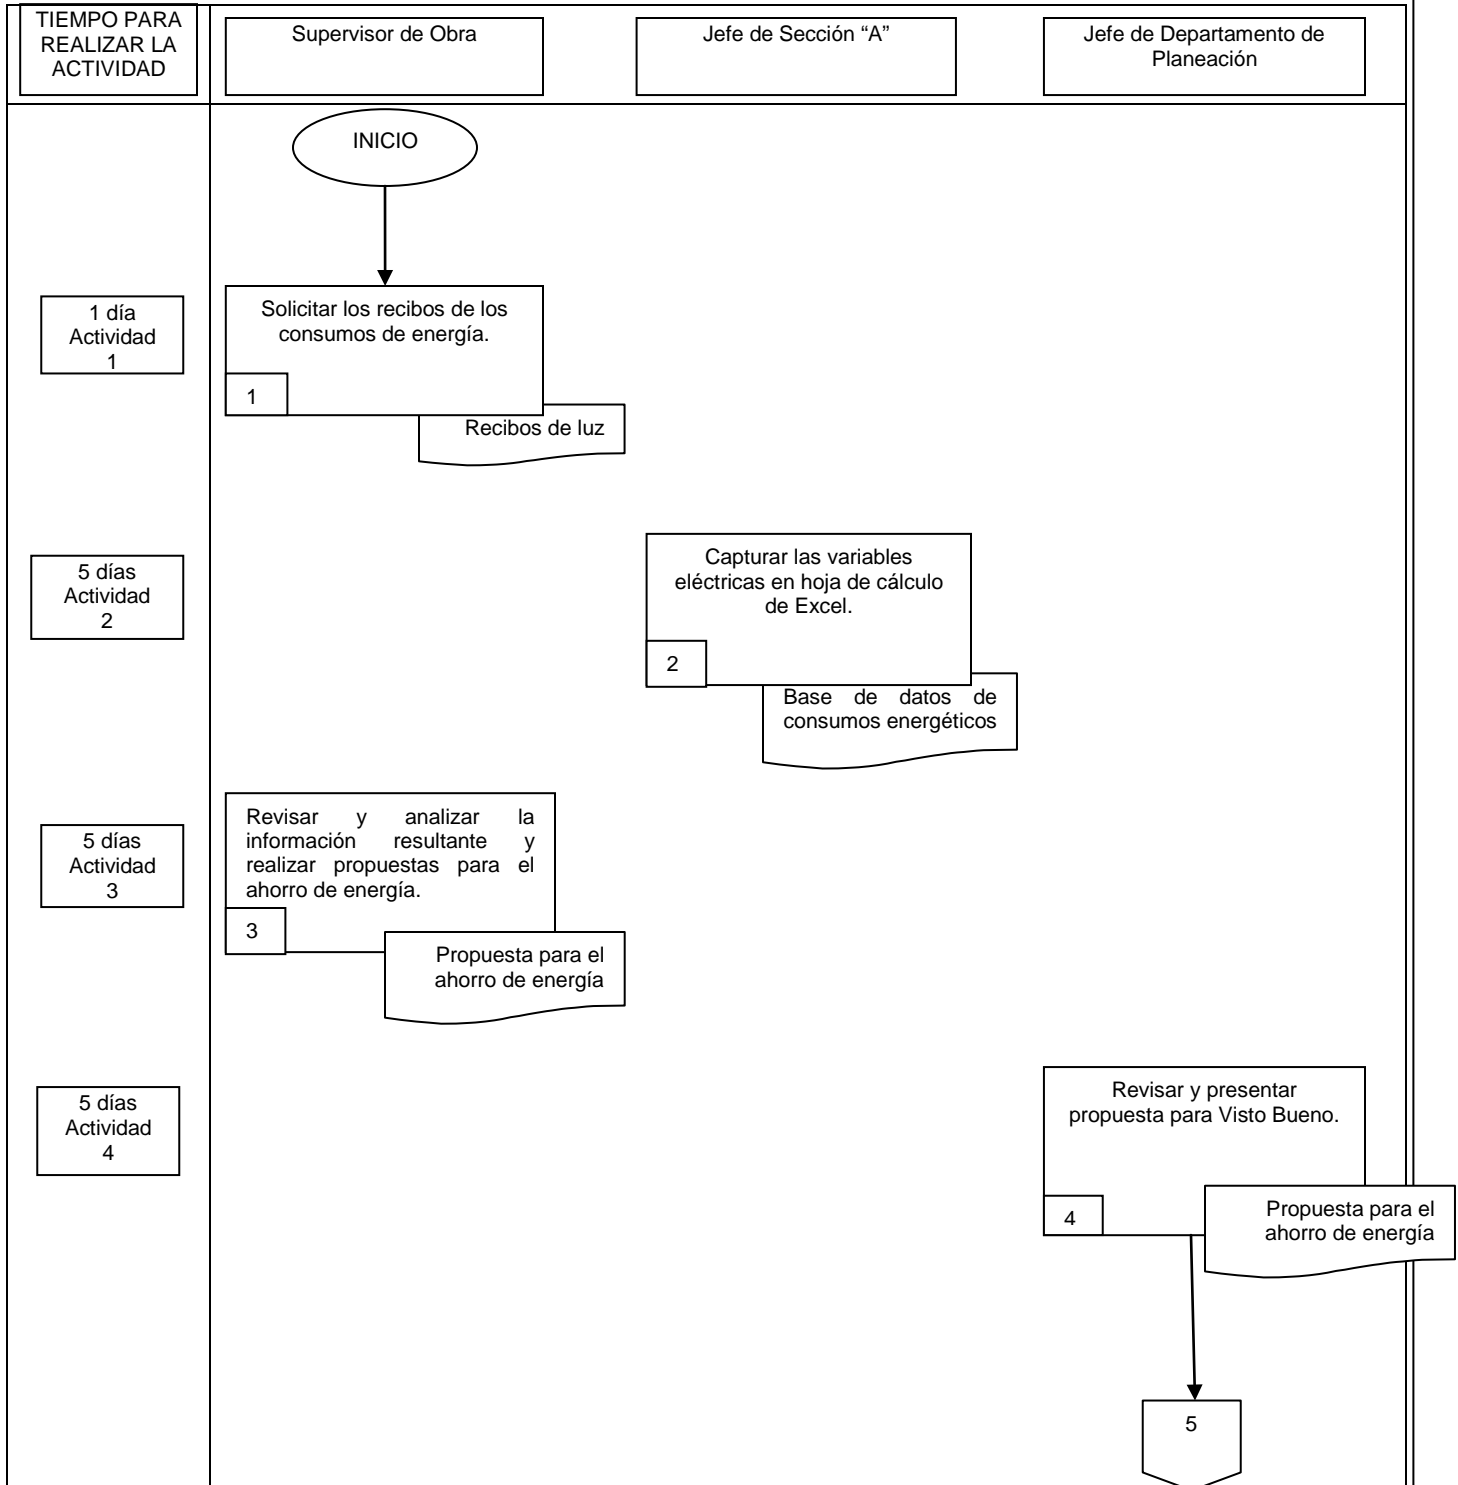 TIEMPO PARA
REALIZAR LA
ACTIVIDAD
Supervisor de Obra
Jefe de Sección “A”
Jefe de Departamento de
Planeación
INICIO
1 día
Actividad
1
Solicitar los recibos de los
consumos de energía.
1
Recibos de luz
5 días
Actividad
2
Capturar las variables
eléctricas en hoja de cálculo
de Excel.
2
Base de datos de
consumos energéticos
5 días
Actividad
3
Revisar y analizar la
información resultante y
realizar propuestas para el
ahorro de energía.
3
Propuesta para el
ahorro de energía
5 días
Actividad
4
Revisar y presentar
propuesta para Visto Bueno.
4
Propuesta para el
ahorro de energía
5